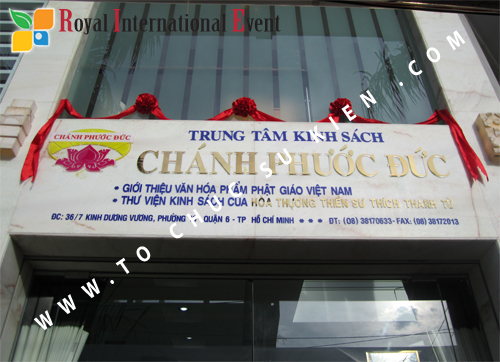 Royal International Event
CHÁNH PHƯỚC ĐỨC
TRUNG TÂM KINH SÁCH
CHÁNH PHƯỚC ĐỨC
• GIỚI THIỆU VĂN HÓA PHẨM PHẬT GIÁO VIỆT NAM
• THƯ VIỆN KINH SÁCH CUA HÒA THƯỢNG THIỀN SƯ THÍCH THANH TỪ
ĐC: 36/7 KINH DƯƠNG VƯƠNG, PHƯỜNG QUẬN 6 - TP HỒ CHÍ MINH • • • ĐT: (08) 38170633-FAX: (08) 38172013
WWW.TOCHUCSUKIEN.COM